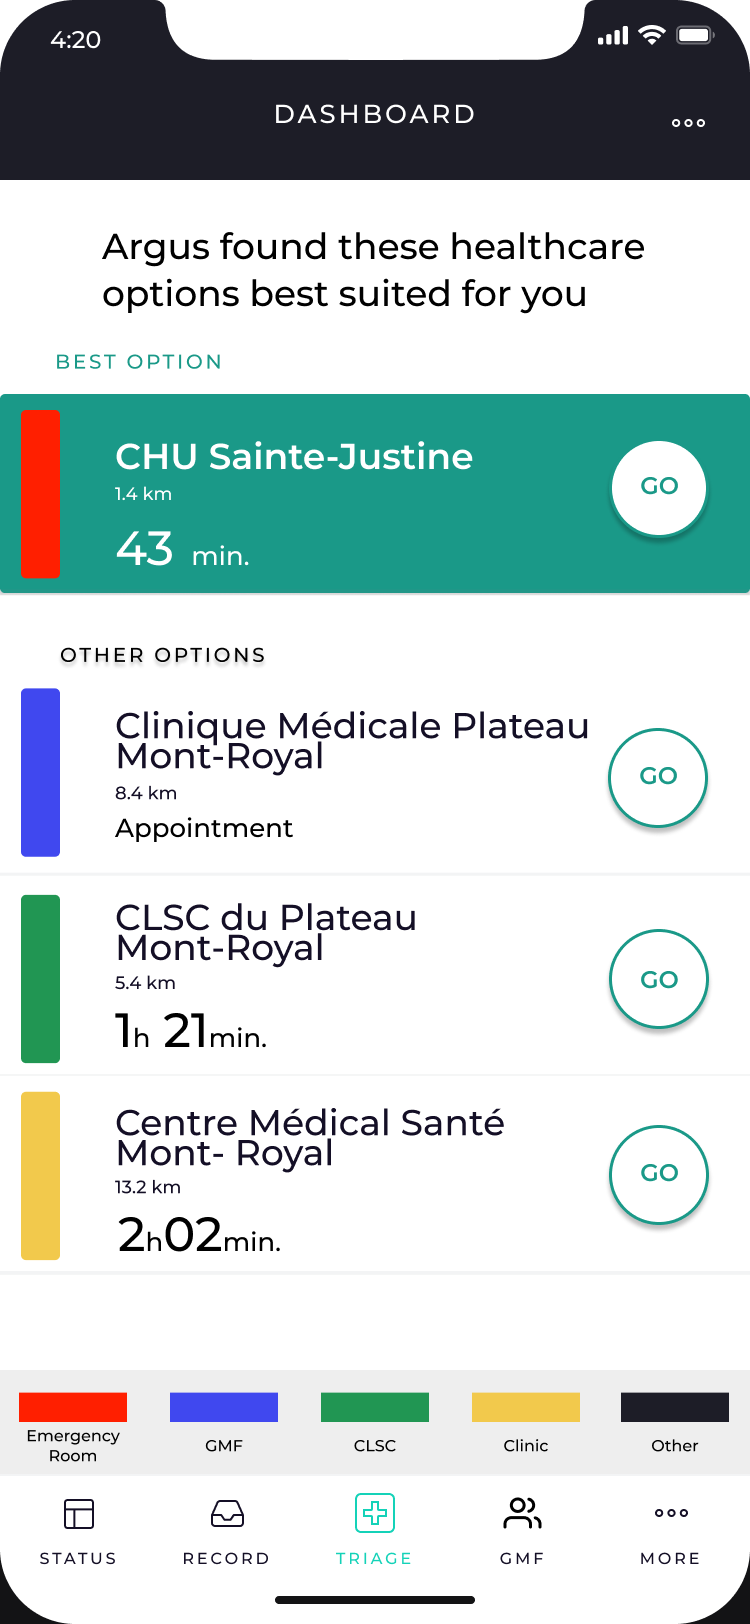 4:20
DASHBOARD
Argus found these healthcare
options best suited for you
BEST OPTION
CHU Sainte-Justine
1.4 km
43 min.
GO
OTHER OPTIONS
Clinique Médicale Plateau
Mont-Royal
8.4 km
Appointment
GO
CLSC du Plateau
Mont-Royal
5.4 km
1h 21min.
GO
Centre Médical Santé
Mont- Royal
13.2 km
2h02min.
GO
Emergency
Room
GMF
CLSC
Clinic
Other
STATUS
RECORD
TRIAGE
GMF
MORE